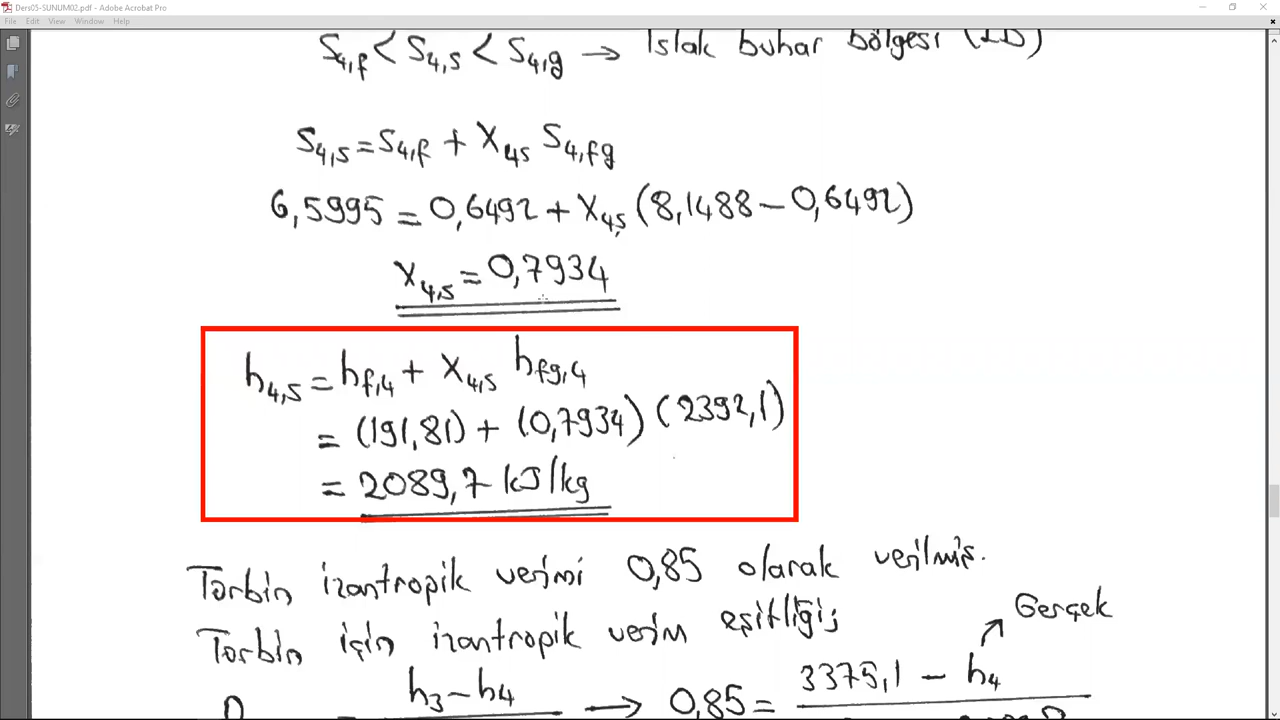 Ders05-SUNUM02.pdf - Adobe Acrobat Pro
File Edit View Window Help
S4,f < S4,s < S4,g → Islak buhar bölgesi
S4,s = S4,f + X4s S4,fg
6,5995 = 0,6492 + X4s, (8,1488 - 0,6492)
X4,s = 0,7934
h4,s = hf,4 + X4,s hfg,4
= (191,81) + (0,7934) (2392,1)
= 2089,7 kJ/kg
Türbin izantropik verimi 0,85 olarak verilmiş.
Türbin için izantropik verim eşitliği;
Gerçek
h3 - h4 → 0,85 = 3375,1 - h4